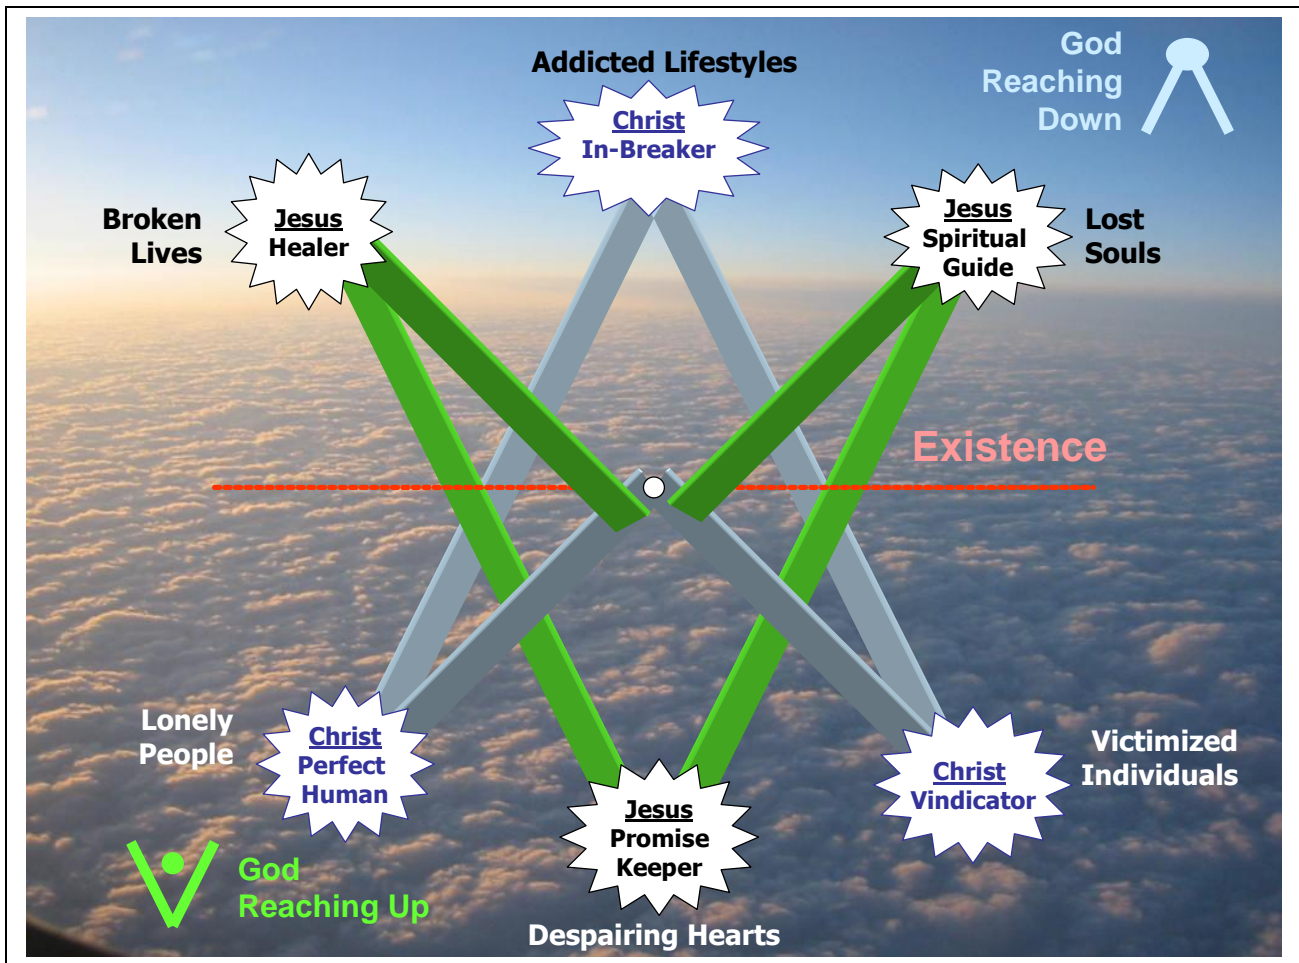 God
Reaching
Down
Addicted Lifestyles
Christ
In-Breaker
Broken
Lives
Jesus
Healer
Jesus
Spiritual
Guide
Lost
Souls
Existence
Lonely
People
Christ
Perfect
Human
Jesus
Promise
Keeper
Christ
Vindicator
Victimized
Individuals
God
Reaching Up
Despairing Hearts